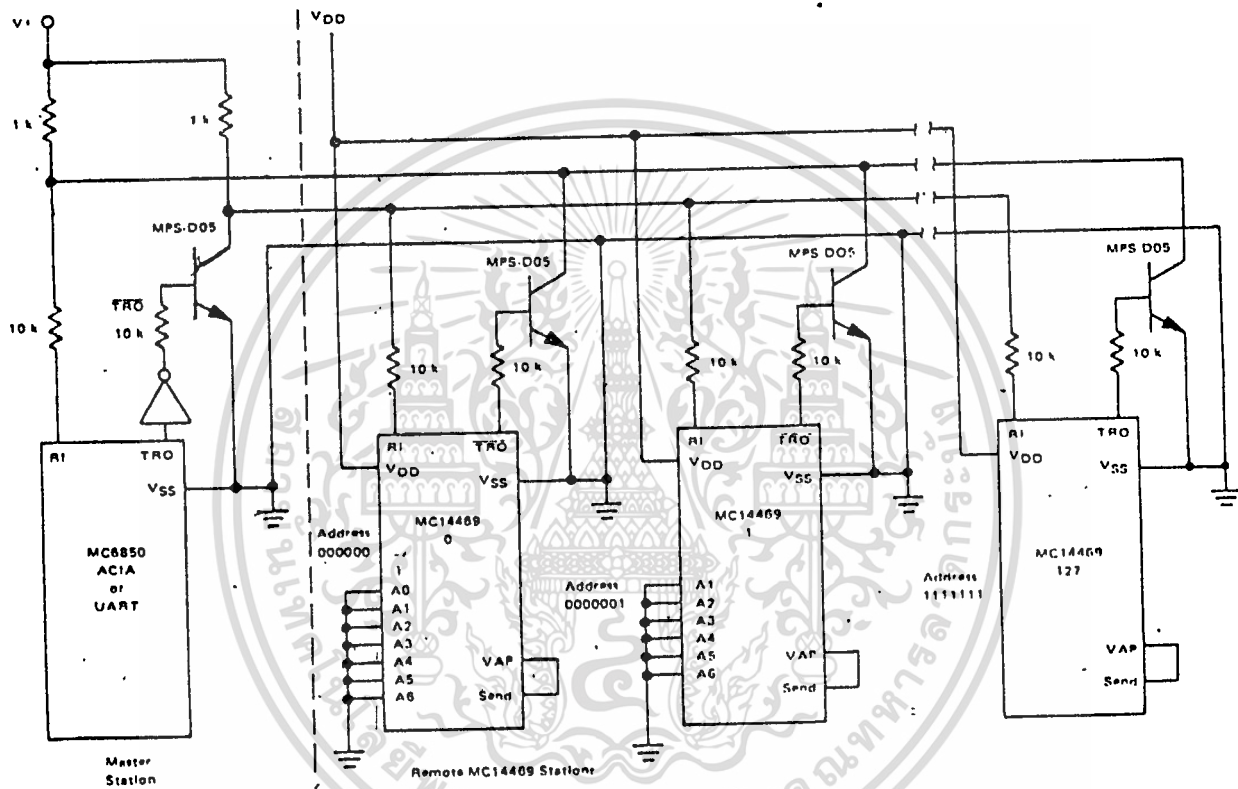 V+
VDD
1 k
1 k
MPS-D05
TRO
10 k
10 k
RI
TRO
VSS
MC6850
ACIA
or
UART
Master
Station
10 k
MPS-D05
10 k
RI
TRO
VDD
VSS
MC14469
0
Address
000000
A0
A1
A2
A3
A4
A5
A6
VAP
Send
Remote MC14469 Stations
10 k
MPS D05
10 k
RI
TRO
VDD
VSS
MC14469
1
Address
0000001
A1
A2
A3
A4
A5
A6
VAP
Send
10 k
MPS-D05
10 k
RI
TRO
VDD
VSS
MC14469
127
Address
1111111
VAP
Send